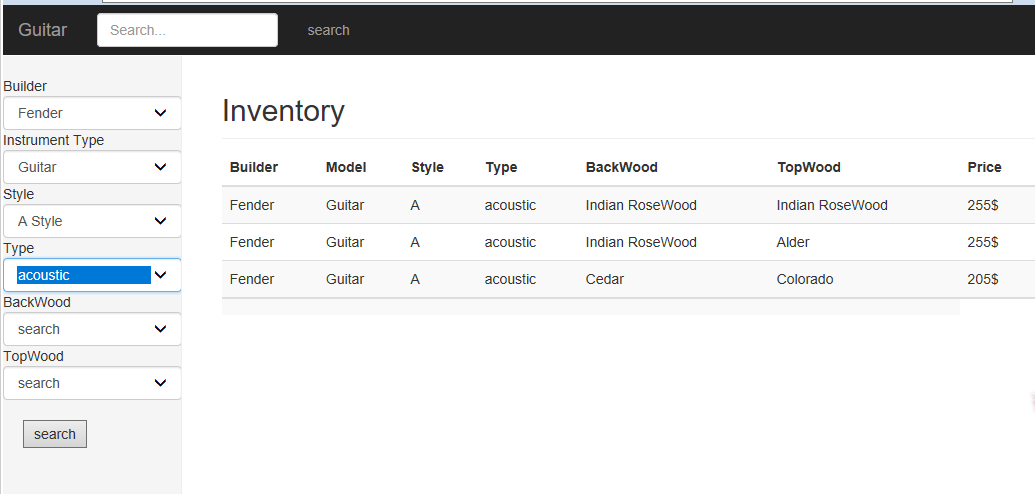 Guitar Search... search
Builder
Fender
Instrument Type
Guitar
Style
A Style
Type
acoustic
BackWood
search
TopWood
search
search
Inventory
Builder Model Style Type BackWood TopWood Price
Fender Guitar A acoustic Indian RoseWood Indian RoseWood 255$
Fender Guitar A acoustic Indian RoseWood Alder 255$
Fender Guitar A acoustic Cedar Colorado 205$